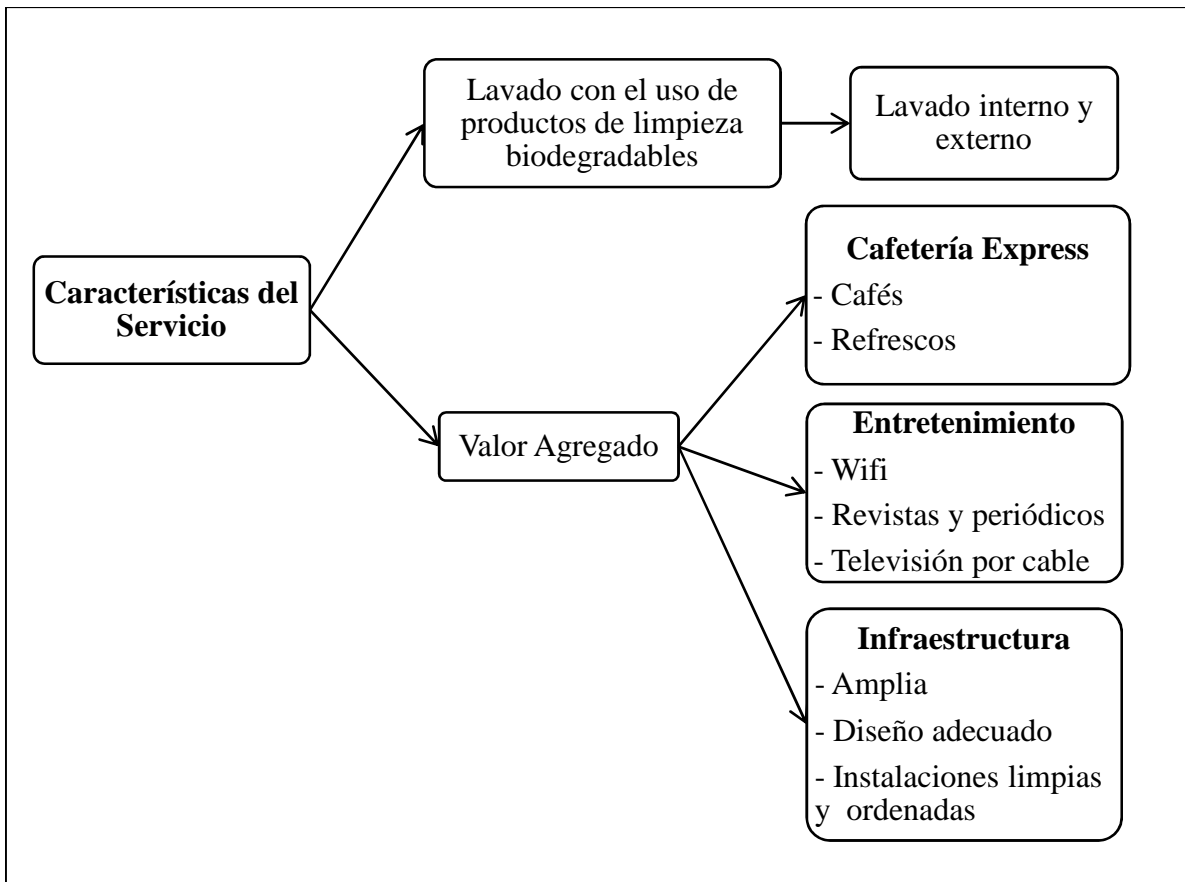 Lavado con el uso de
productos de limpieza
biodegradables
Lavado interno y
externo
Características del
Servicio
Valor Agregado
Cafetería Express
- Cafés
- Refrescos
Entretenimiento
- Wifi
- Revistas y periódicos
- Televisión por cable
Infraestructura
- Amplia
- Diseño adecuado
- Instalaciones limpias
y ordenadas